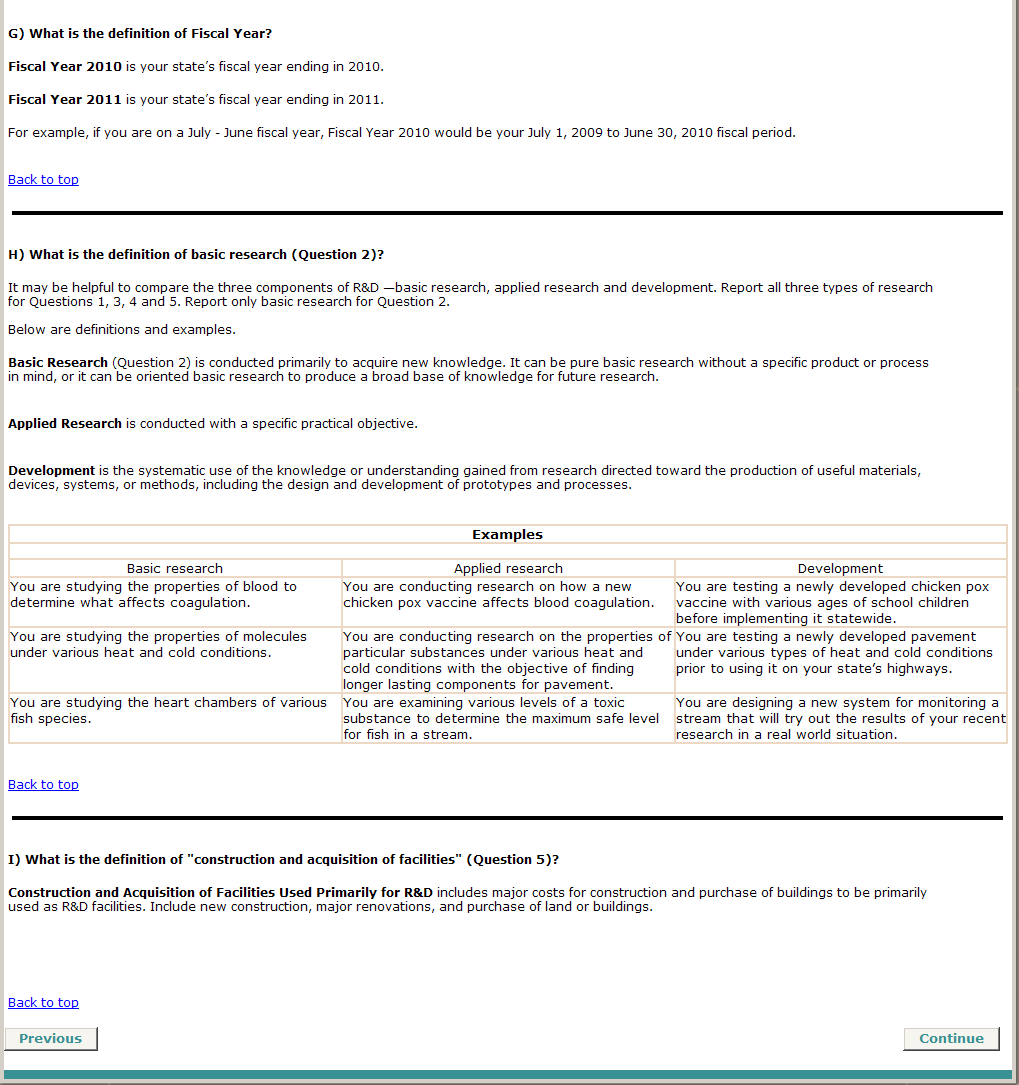 G) What is the definition of Fiscal Year?
Fiscal Year 2010 is your state’s fiscal year ending in 2010.
Fiscal Year 2011 is your state’s fiscal year ending in 2011.
For example, if you are on a July - June fiscal year, Fiscal Year 2010 would be your July 1, 2009 to June 30, 2010 fiscal period.
Back to top
H) What is the definition of basic research (Question 2)?
It may be helpful to compare the three components of R&D —basic research, applied research and development. Report all three types of research
for Questions 1, 3, 4 and 5. Report only basic research for Question 2.
Below are definitions and examples.
Basic Research (Question 2) is conducted primarily to acquire new knowledge. It can be pure basic research without a specific product or process
in mind, or it can be oriented basic research to produce a broad base of knowledge for future research.
Applied Research is conducted with a specific practical objective.
Development is the systematic use of the knowledge or understanding gained from research directed toward the production of useful materials,
devices, systems, or methods, including the design and development of prototypes and processes.
Examples
Basic research
Applied research
Development
You are studying the properties of blood to
determine what affects coagulation.
You are conducting research on how a new
chicken pox vaccine affects blood coagulation.
You are testing a newly developed chicken pox
vaccine with various ages of school children
before implementing it statewide.
You are studying the properties of molecules
under various heat and cold conditions.
You are conducting research on the properties of
particular substances under various heat and
cold conditions with the objective of finding
longer lasting components for pavement.
You are testing a newly developed pavement
under various types of heat and cold conditions
prior to using it on your state’s highways.
You are studying the heart chambers of various
fish species.
You are examining various levels of a toxic
substance to determine the maximum safe level
for fish in a stream.
You are designing a new system for monitoring a
stream that will try out the results of your recent
research in a real world situation.
Back to top
I) What is the definition of "construction and acquisition of facilities" (Question 5)?
Construction and Acquisition of Facilities Used Primarily for R&D includes major costs for construction and purchase of buildings to be primarily
used as R&D facilities. Include new construction, major renovations, and purchase of land or buildings.
Back to top
Previous
Continue